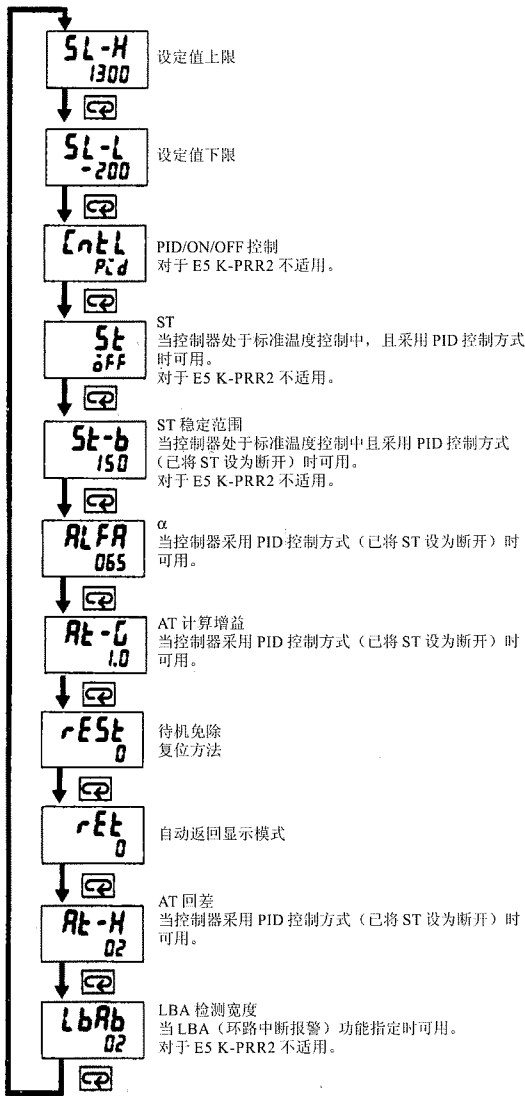 SL-H
1300
设定值上限
SL-L
-200
设定值下限
CntL
Pid
PID/ON/OFF 控制
对于 E5 K-PRR2 不适用。
St
oFF
ST
当控制器处于标准温度控制中，且采用 PID 控制方式
时可用。
对于 E5 K-PRR2 不适用。
St-b
150
ST 稳定范围
当控制器处于标准温度控制中且采用 PID 控制方式
（已将 ST 设为断开）时可用。
对于 E5 K-PRR2 不适用。
ALFA
065
α
当控制器采用 PID 控制方式（已将 ST 设为断开）时
可用。
At-G
1.0
AT 计算增益
当控制器采用 PID 控制方式（已将 ST 设为断开）时
可用。
rESt
0
待机免除
复位方法
rEt
0
自动返回显示模式
At-H
02
AT 回差
当控制器采用 PID 控制方式（已将 ST 设为断开）时
可用。
LbAb
02
LBA 检测宽度
当 LBA（环路中断报警）功能指定时可用。
对于 E5 K-PRR2 不适用。